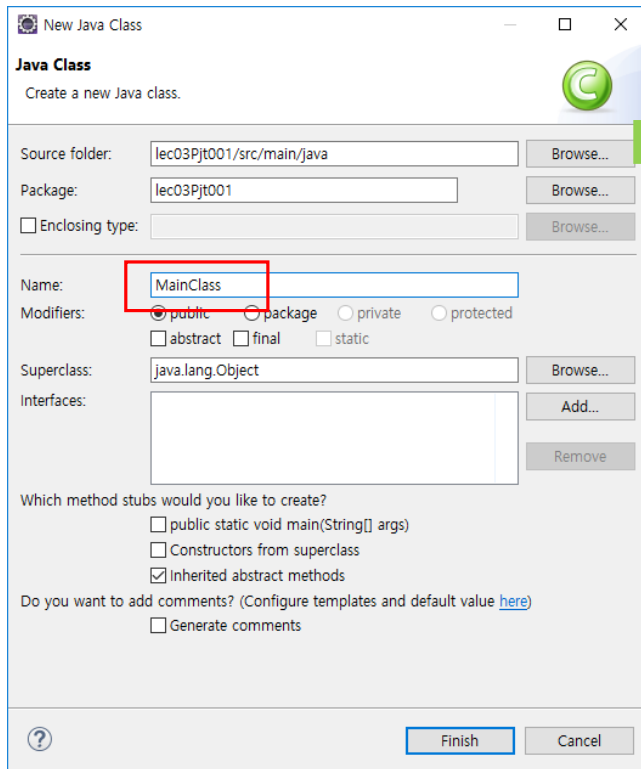 New Java Class
Java Class
Create a new Java class.
Source folder: lec03Pjt001/src/main/java Browse...
Package: lec03Pjt001 Browse...
Enclosing type: Browse...
Name: MainClass
Modifiers: public package private protected
abstract final static
Superclass: java.lang.Object Browse...
Interfaces: Add...
Remove
Which method stubs would you like to create?
public static void main(String[] args)
Constructors from superclass
Inherited abstract methods
Do you want to add comments? (Configure templates and default value here)
Generate comments
? Finish Cancel